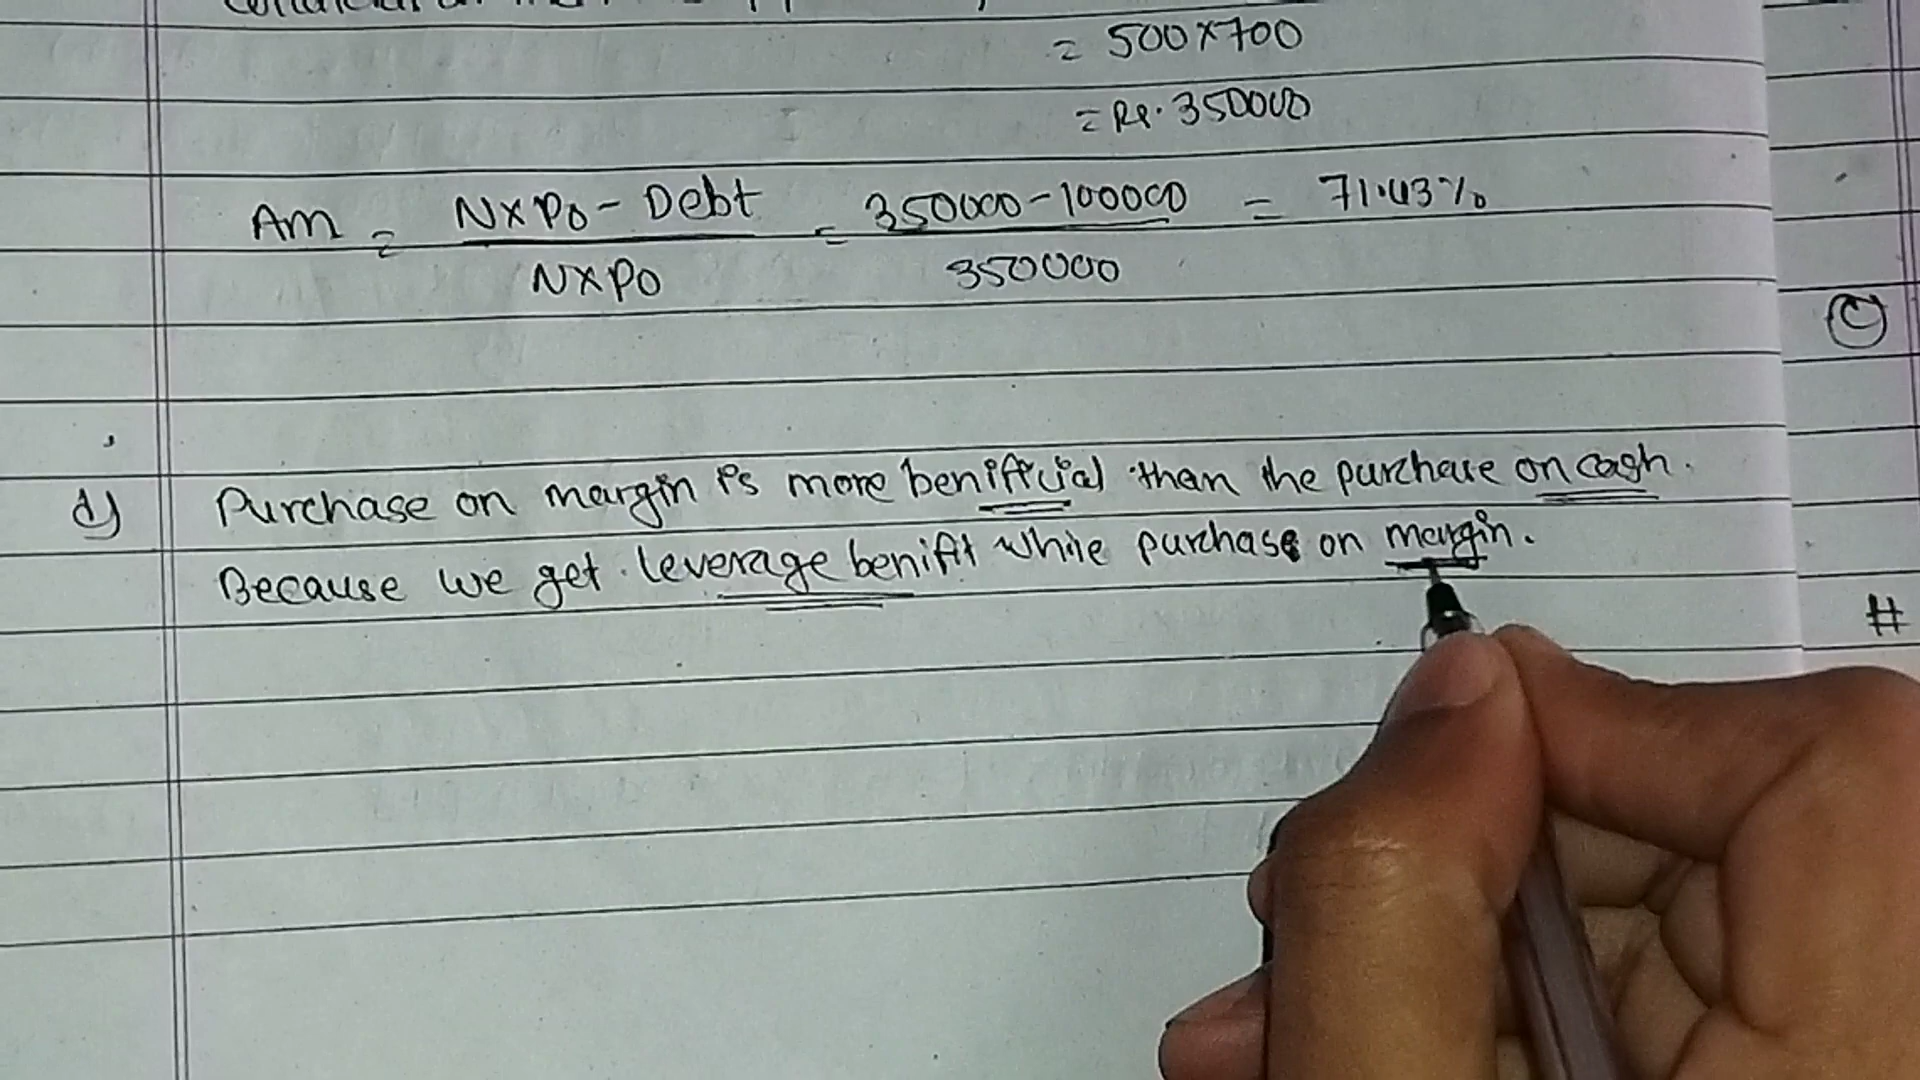 = 500×700
= Rs. 350000
Am = N×P0 - Debt / N×P0 = 350000-100000 / 350000 = 71.43%
C
d) Purchase on margin is more benificial than the purchase on cash.
Because we get leverage benifit while purchase on margin.
#